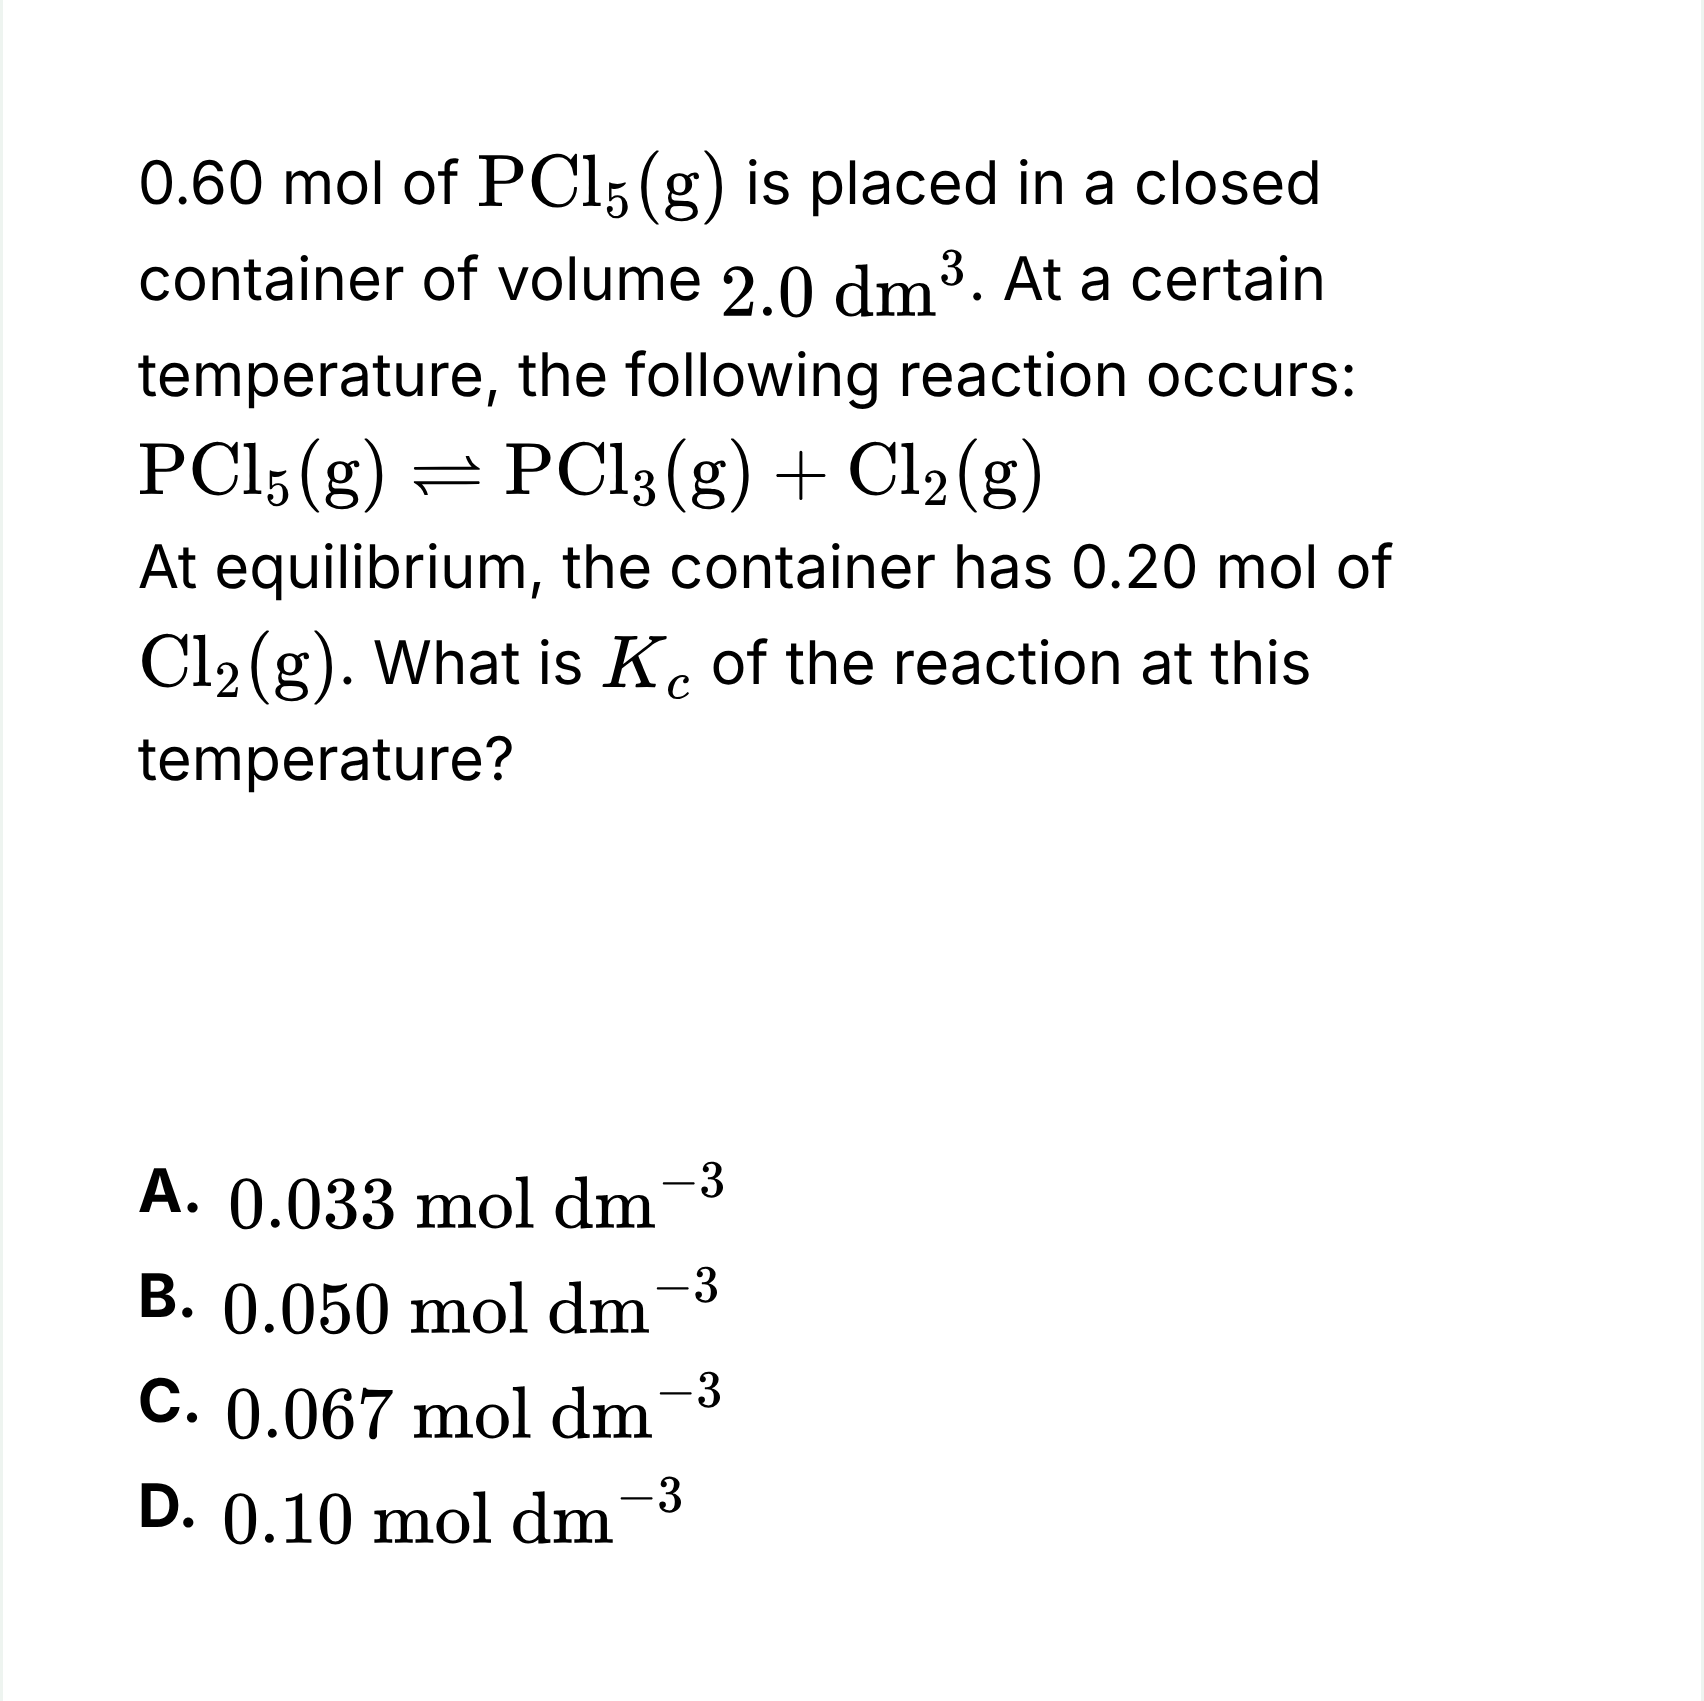 0.60 mol of PCl₅(g) is placed in a closed
container of volume 2.0 dm³. At a certain
temperature, the following reaction occurs:
PCl₅(g) ⇌ PCl₃(g) + Cl₂(g)
At equilibrium, the container has 0.20 mol of
Cl₂(g). What is K_c of the reaction at this
temperature?
A. 0.033 mol dm⁻³
B. 0.050 mol dm⁻³
C. 0.067 mol dm⁻³
D. 0.10 mol dm⁻³